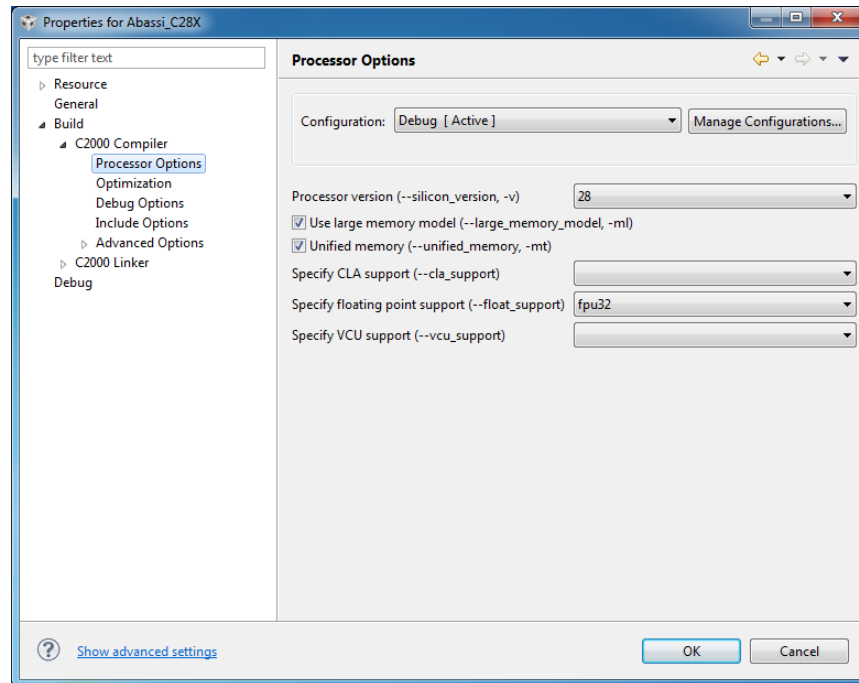 Properties for Abassi_C28X
type filter text
Resource
General
Build
C2000 Compiler
Processor Options
Optimization
Debug Options
Include Options
Advanced Options
C2000 Linker
Debug
Processor Options
Configuration: Debug [ Active ] Manage Configurations...
Processor version (--silicon_version, -v) 28
Use large memory model (--large_memory_model, -ml)
Unified memory (--unified_memory, -mt)
Specify CLA support (--cla_support)
Specify floating point support (--float_support) fpu32
Specify VCU support (--vcu_support)
? Show advanced settings
OK Cancel